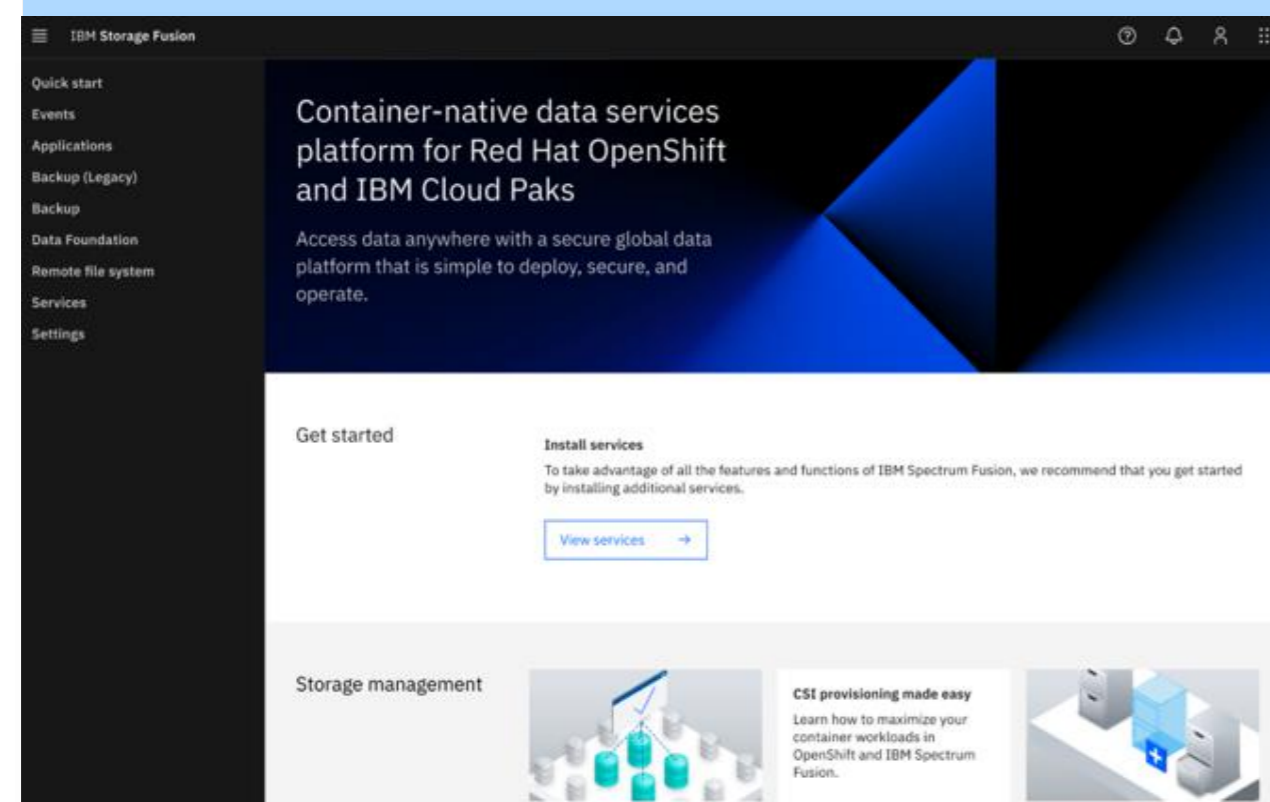 IBM Storage Fusion
Quick start
Events
Applications
Backup (Legacy)
Backup
Data Foundation
Remote file system
Services
Settings
Container-native data services
platform for Red Hat OpenShift
and IBM Cloud Paks
Access data anywhere with a secure global data
platform that is simple to deploy, secure, and
operate.
Get started
Install services
To take advantage of all the features and functions of IBM Spectrum Fusion, we recommend that you get started
by installing additional services.
View services →
Storage management
CSI provisioning made easy
Learn how to maximize your
container workloads in
OpenShift and IBM Spectrum
Fusion.